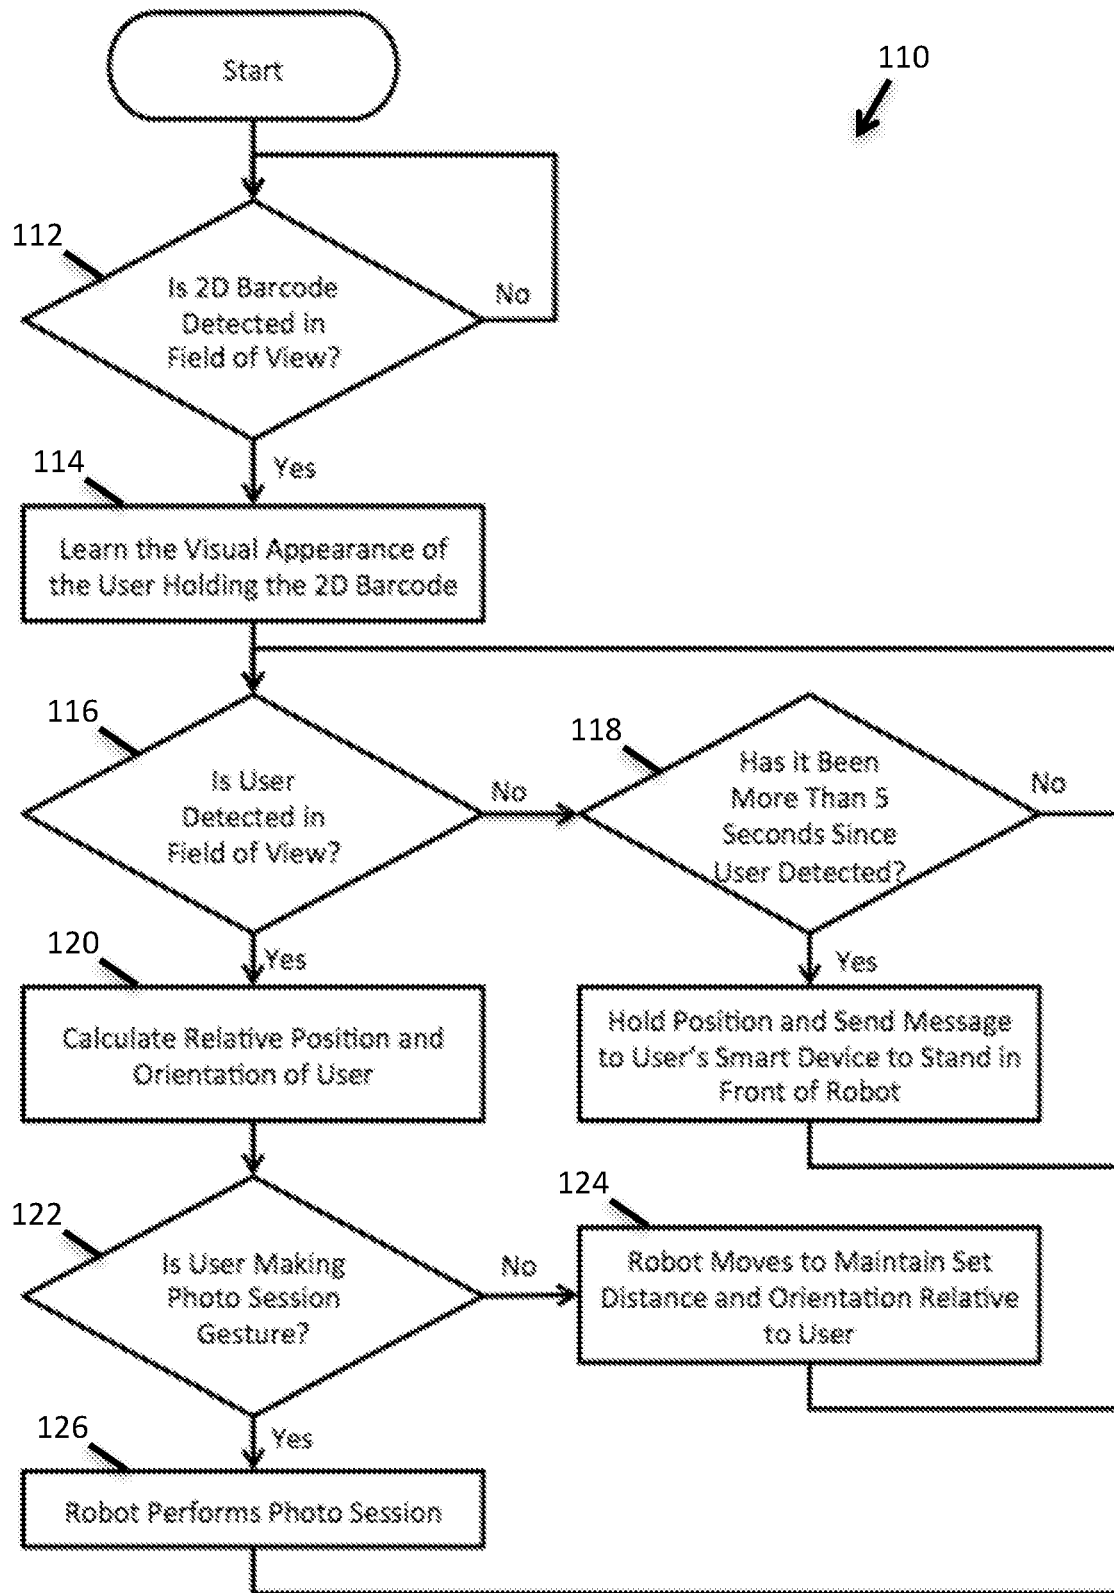 Start
110
112
Is 2D Barcode
Detected in
Field of View?
No
Yes
114
Learn the Visual Appearance of
the User Holding the 2D Barcode
116
Is User
Detected in
Field of View?
No
118
Has it Been
More Than 5
Seconds Since
User Detected?
No
Yes
Yes
120
Calculate Relative Position and
Orientation of User
Hold Position and Send Message
to User's Smart Device to Stand in
Front of Robot
122
Is User Making
Photo Session
Gesture?
No
124
Robot Moves to Maintain Set
Distance and Orientation Relative
to User
Yes
126
Robot Performs Photo Session